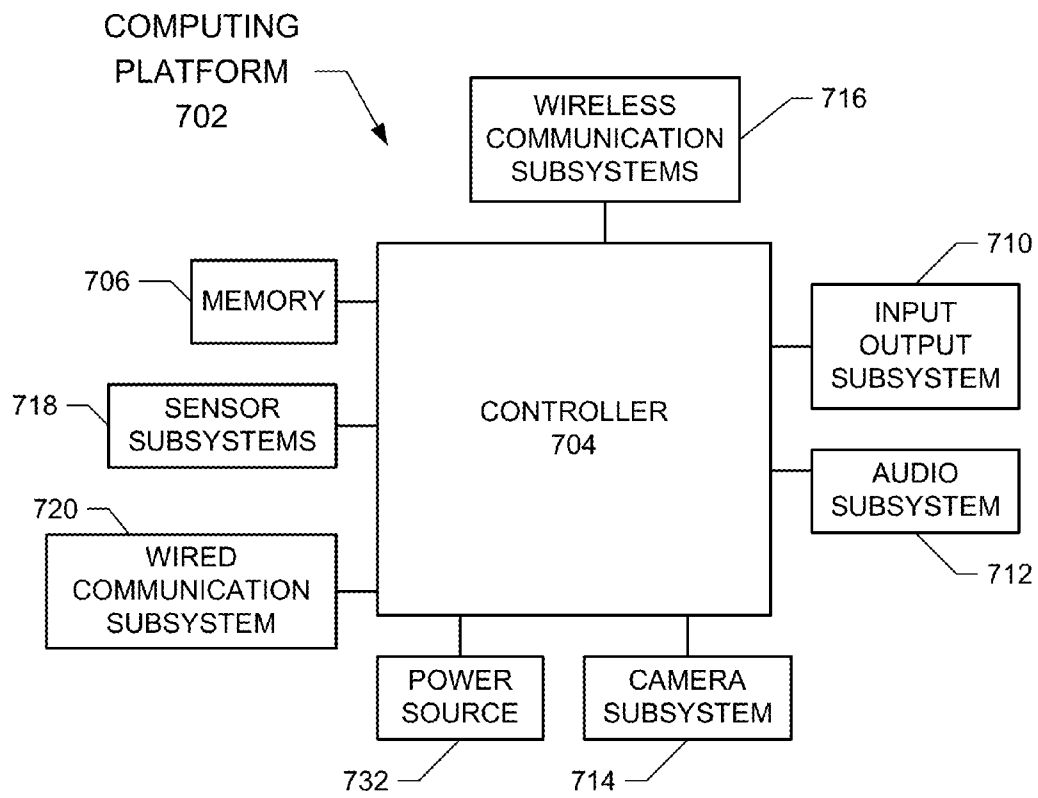 COMPUTING
PLATFORM
702
WIRELESS
COMMUNICATION
SUBSYSTEMS
716
706
MEMORY
710
INPUT
OUTPUT
SUBSYSTEM
718
SENSOR
SUBSYSTEMS
CONTROLLER
704
AUDIO
SUBSYSTEM
712
720
WIRED
COMMUNICATION
SUBSYSTEM
POWER
SOURCE
732
CAMERA
SUBSYSTEM
714